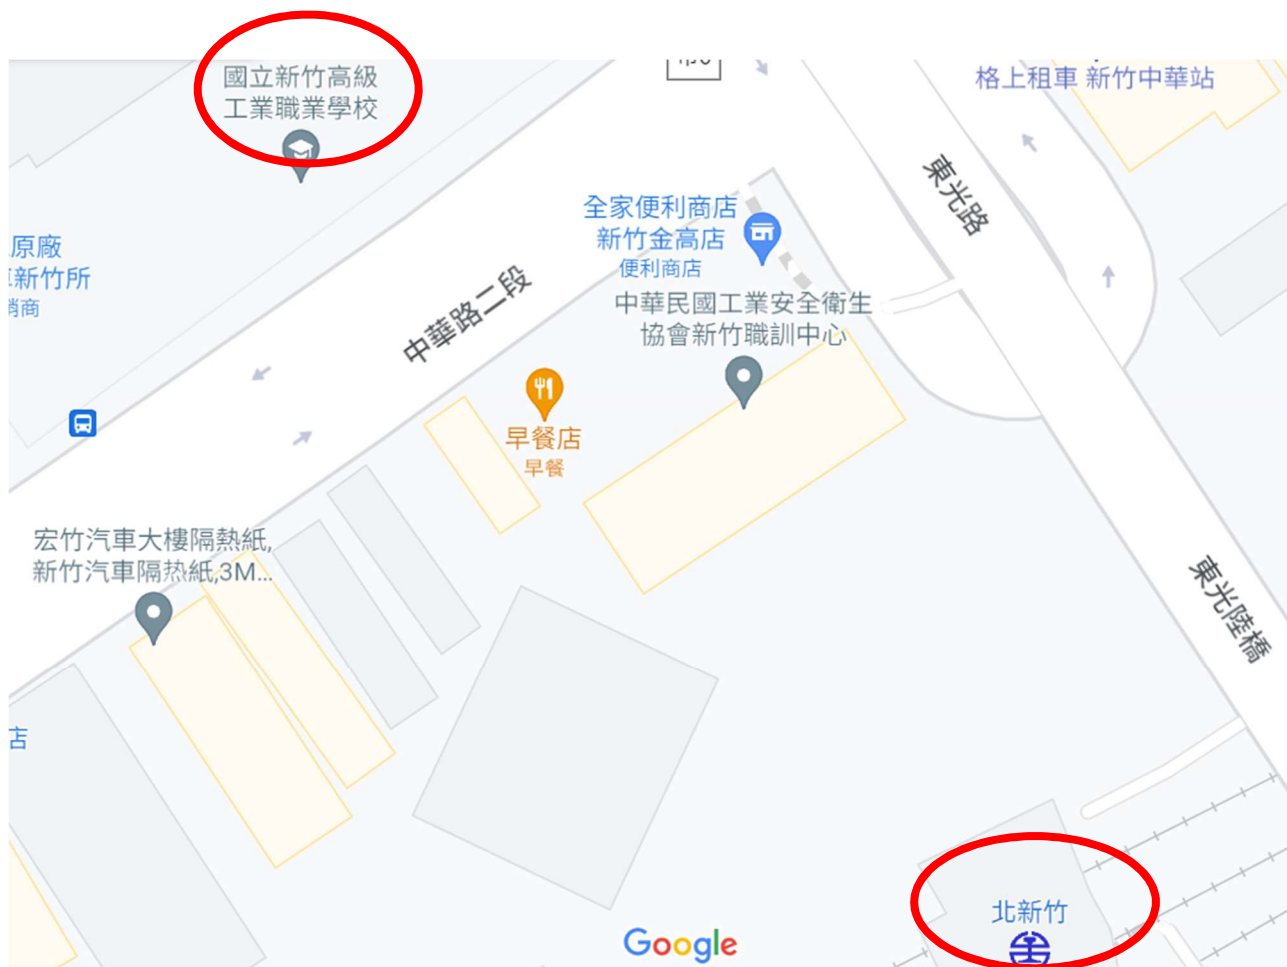 國立新竹高級
工業職業學校
格上租車 新竹中華站
東光路
全家便利商店
新竹金高店
便利商店
原廠
新竹所
銷商
中華民國工業安全衛生
協會新竹職訓中心
中華路二段
早餐店
早餐
宏竹汽車大樓隔熱紙,
新竹汽車隔热紙,3M...
東光陸橋
店
北新竹
Google